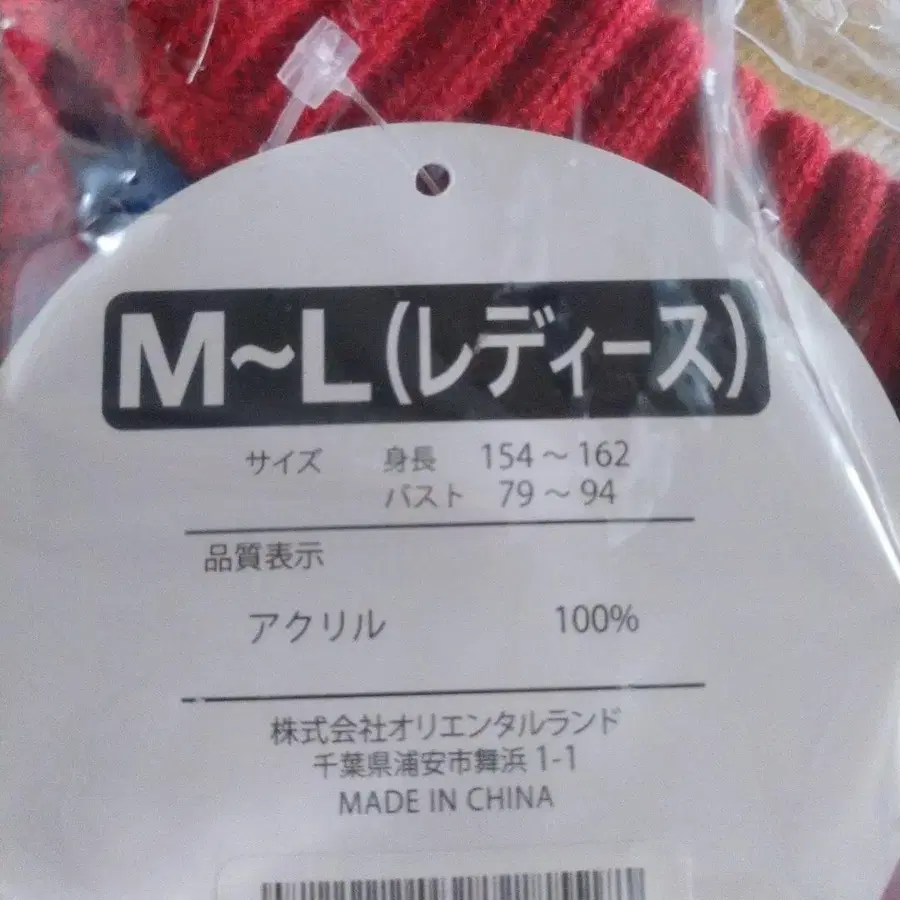 M~L(レディース)
サイズ 身長 154~162
バスト 79~94
品質表示
アクリル 100%
株式会社オリエンタルランド
千葉県浦安市舞浜1-1
MADE IN CHINA